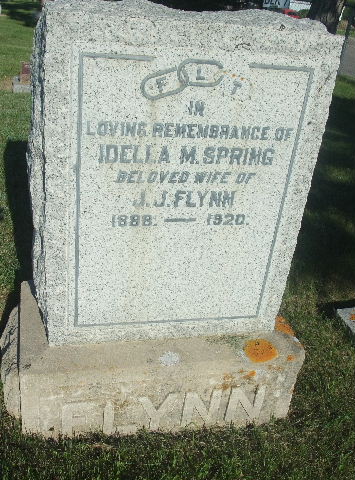 F L T
IN
LOVING REMEMBRANCE OF
IDELLA M. SPRING
BELOVED WIFE OF
J. J. FLYNN
1888. — 1920.
FLYNN